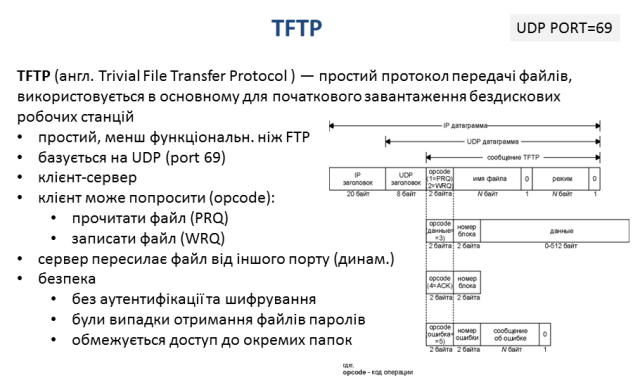 TFTP
UDP PORT=69
TFTP (англ. Trivial File Transfer Protocol ) — простий протокол передачі файлів,
використовується в основному для початкового завантаження бездискових
робочих станцій
• простий, менш функціональн. ніж FTP
• базується на UDP (port 69)
• клієнт-сервер
• клієнт може попросити (opcode):
• прочитати файл (PRQ)
• записати файл (WRQ)
• сервер пересилає файл від іншого порту (динам.)
• безпека
• без аутентифікації та шифрування
• були випадки отримання файлів паролів
• обмежується доступ до окремих папок
IP датаграмма
UDP датаграмма
сообщение TFTP
IP заголовок
UDP заголовок
opcode
(1=PRQ)
2=WRQ)
имя файла
0
режим
0
20 байт
8 байт
2 байта
N байт
1
N байт
1
opcode
данные=
=3)
номер
блока
данные
2 байта
2 байта
0-512 байт
opcode
(4=ACK)
номер
блока
2 байта
2 байта
opcode
ошибка=
=5)
номер
ошибки
сообщение
об ошибке
0
2 байта
2 байта
N байт
1
где,
opcode - код операции